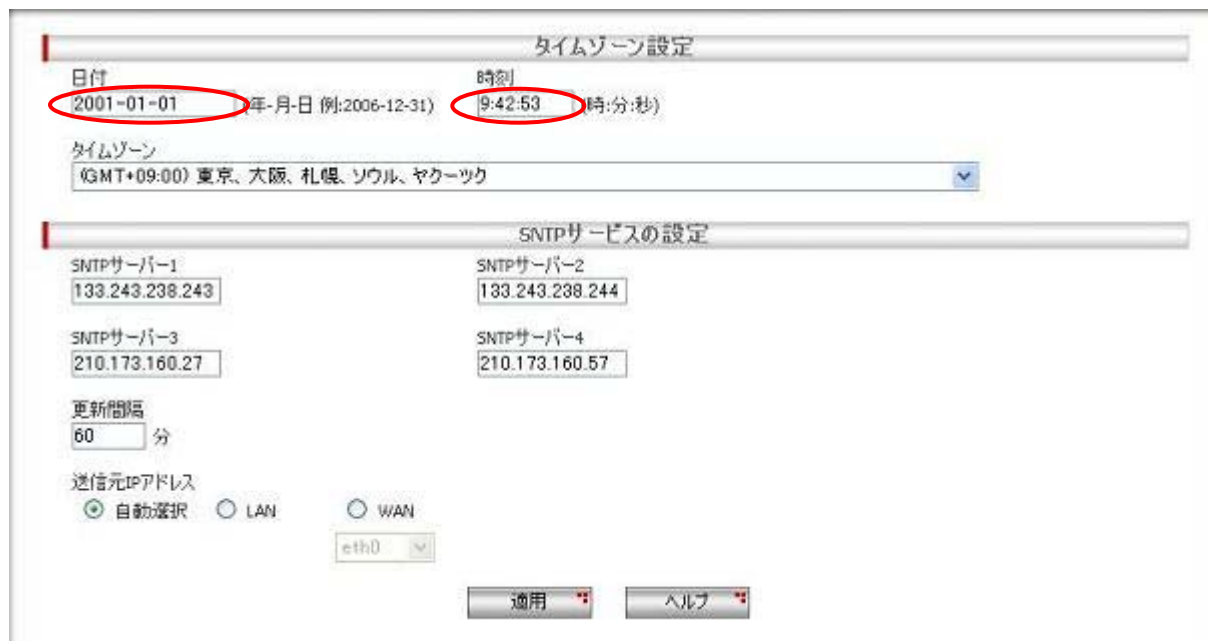 タイムゾーン設定
日付 時刻
2001-01-01 (年-月-日 例:2006-12-31) 9:42:53 (時:分:秒)
タイムゾーン
(GMT+09:00) 東京、大阪、札幌、ソウル、ヤクーツク
SNTPサービスの設定
SNTPサーバー1 SNTPサーバー2
133.243.238.243 133.243.238.244
SNTPサーバー3 SNTPサーバー4
210.173.160.27 210.173.160.57
更新間隔
60 分
送信元IPアドレス
自動選択 LAN WAN
eth0
適用 ヘルプ